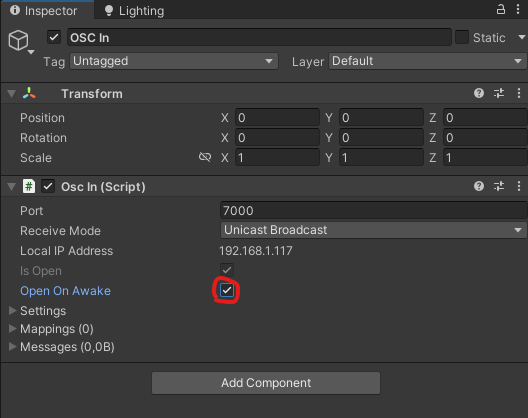 Inspector Lighting
OSC In Static
Tag Untagged Layer Default
Transform
Position X 0 Y 0 Z 0
Rotation X 0 Y 0 Z 0
Scale X 1 Y 1 Z 1
# Osc In (Script)
Port 7000
Receive Mode Unicast Broadcast
Local IP Address 192.168.1.117
Is Open
Open On Awake
Settings
Mappings (0)
Messages (0,0B)
Add Component